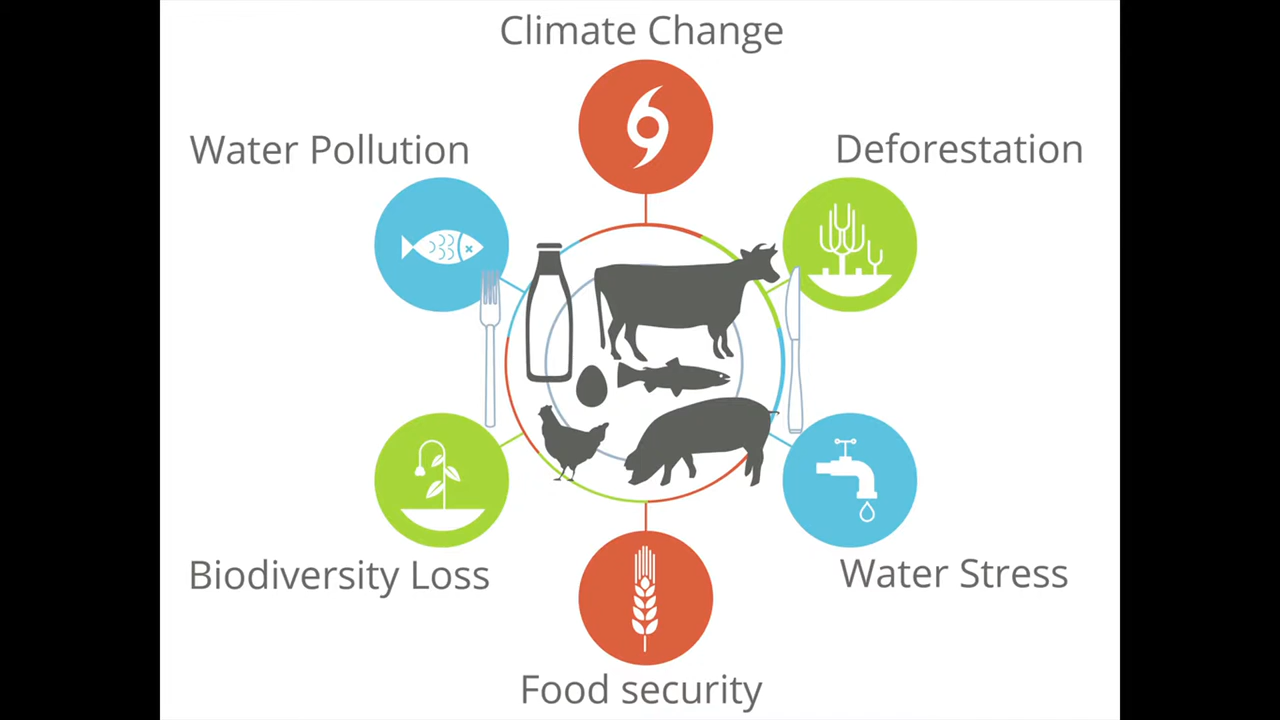 Climate Change
Water Pollution
Deforestation
Biodiversity Loss
Water Stress
Food security